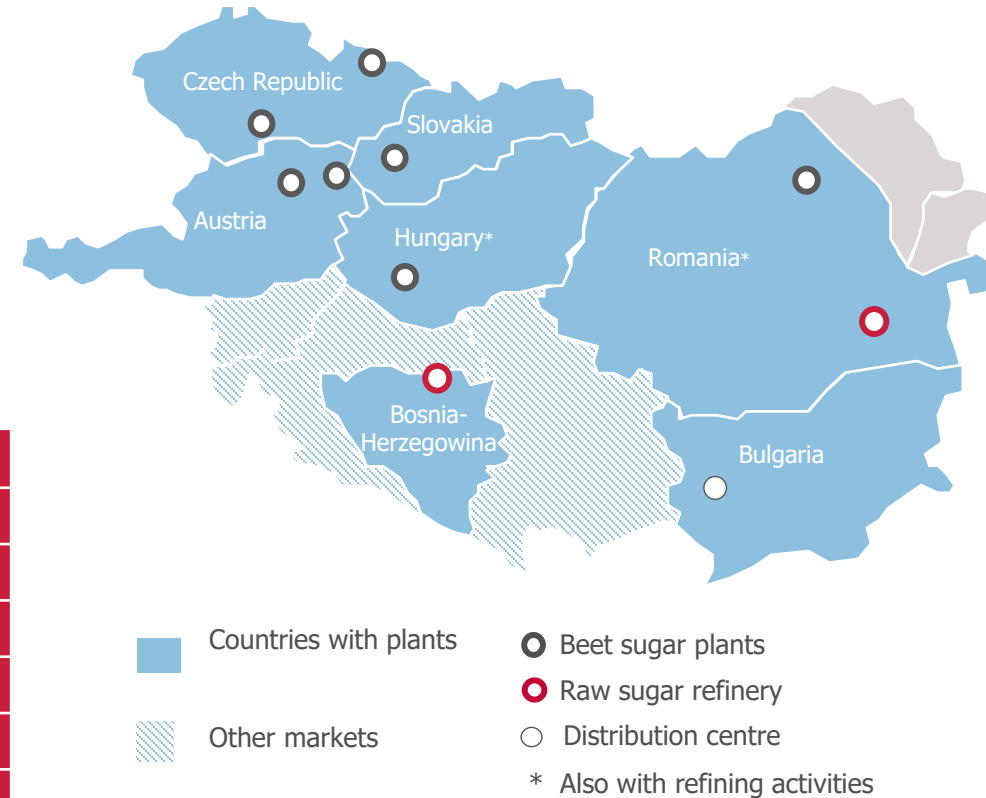 Czech Republic
Slovakia
Austria
Hungary*
Romania*
Bosnia-
Herzegowina
Bulgaria
Countries with plants
Other markets
Beet sugar plants
Raw sugar refinery
Distribution centre
* Also with refining activities